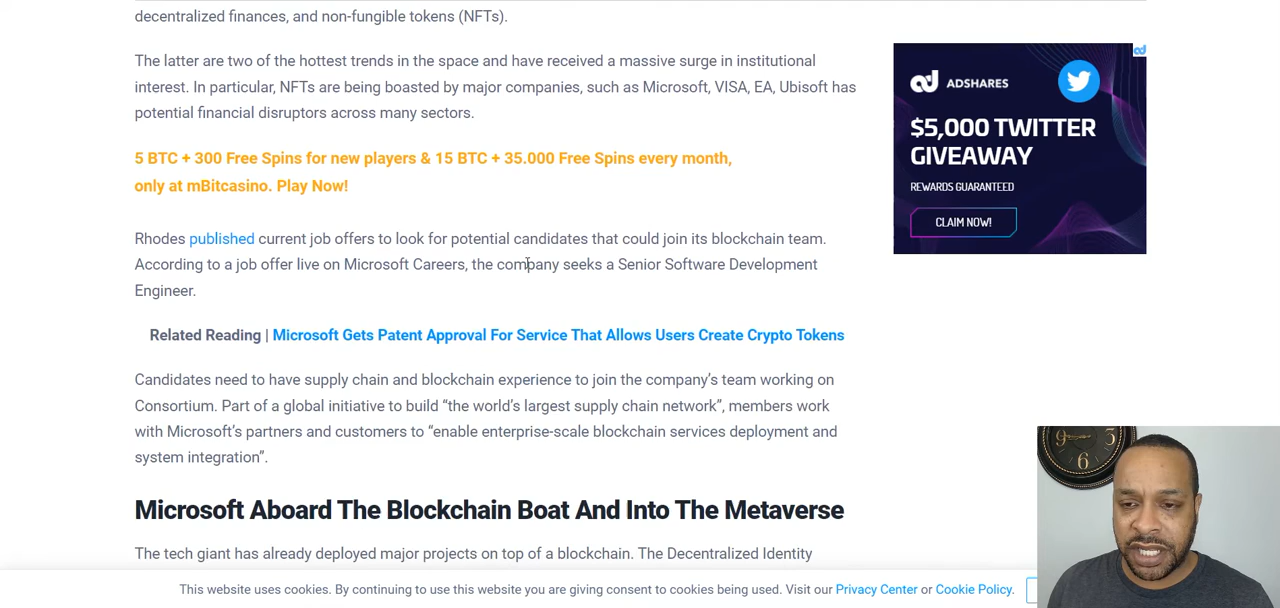 decentralized finances, and non-fungible tokens (NFTs).
The latter are two of the hottest trends in the space and have received a massive surge in institutional
interest. In particular, NFTs are being boasted by major companies, such as Microsoft, VISA, EA, Ubisoft has
potential financial disruptors across many sectors.
5 BTC + 300 Free Spins for new players & 15 BTC + 35.000 Free Spins every month,
only at mBitcasino. Play Now!
Rhodes published current job offers to look for potential candidates that could join its blockchain team.
According to a job offer live on Microsoft Careers, the company seeks a Senior Software Development
Engineer.
Related Reading | Microsoft Gets Patent Approval For Service That Allows Users Create Crypto Tokens
Candidates need to have supply chain and blockchain experience to join the company’s team working on
Consortium. Part of a global initiative to build “the world’s largest supply chain network”, members work
with Microsoft’s partners and customers to “enable enterprise-scale blockchain services deployment and
system integration”.
Microsoft Aboard The Blockchain Boat And Into The Metaverse
The tech giant has already deployed major projects on top of a blockchain. The Decentralized Identity
ADSHARES
$5,000 TWITTER
GIVEAWAY
REWARDS GUARANTEED
CLAIM NOW!
This website uses cookies. By continuing to use this website you are giving consent to cookies being used. Visit our Privacy Center or Cookie Policy.